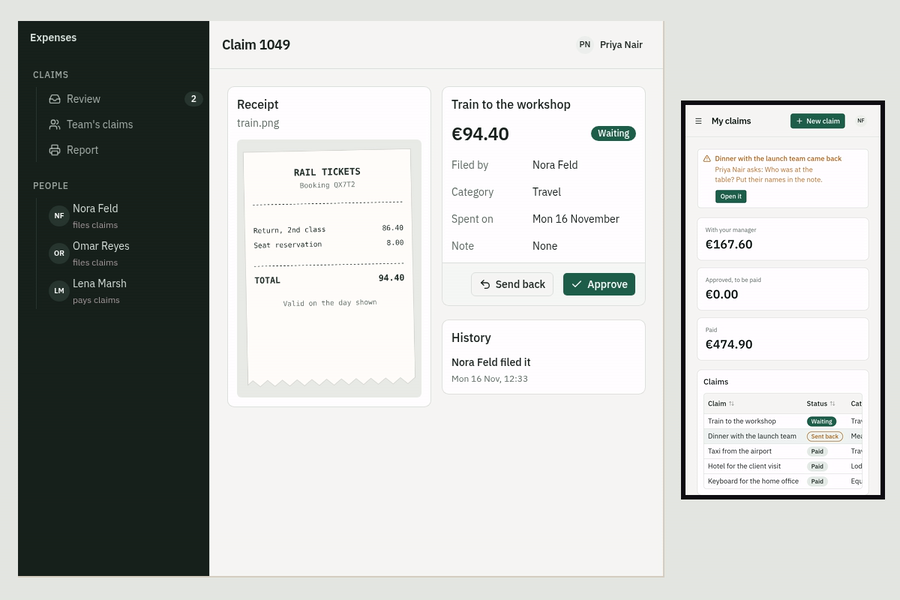 Expenses
CLAIMS
Review 2
Team's claims
Report
PEOPLE
NF Nora Feld
files claims
OR Omar Reyes
files claims
LM Lena Marsh
pays claims
Claim 1049
PN Priya Nair
Receipt
train.png
RAIL TICKETS
Booking QX7T2
Return, 2nd class 86.40
Seat reservation 8.00
TOTAL 94.40
Valid on the day shown
Train to the workshop
€94.40 Waiting
Filed by Nora Feld
Category Travel
Spent on Mon 16 November
Note None
Send back Approve
History
Nora Feld filed it
Mon 16 Nov, 12:33
My claims
New claim
NF
Dinner with the launch team came back
Priya Nair asks: Who was at the
table? Put their names in the note.
Open it
With your manager
€167.60
Approved, to be paid
€0.00
Paid
€474.90
Claims
Claim Status Cat
Train to the workshop Waiting Trav
Dinner with the launch team Sent back Mea
Taxi from the airport Paid Trav
Hotel for the client visit Paid Lod
Keyboard for the home office Paid Equ